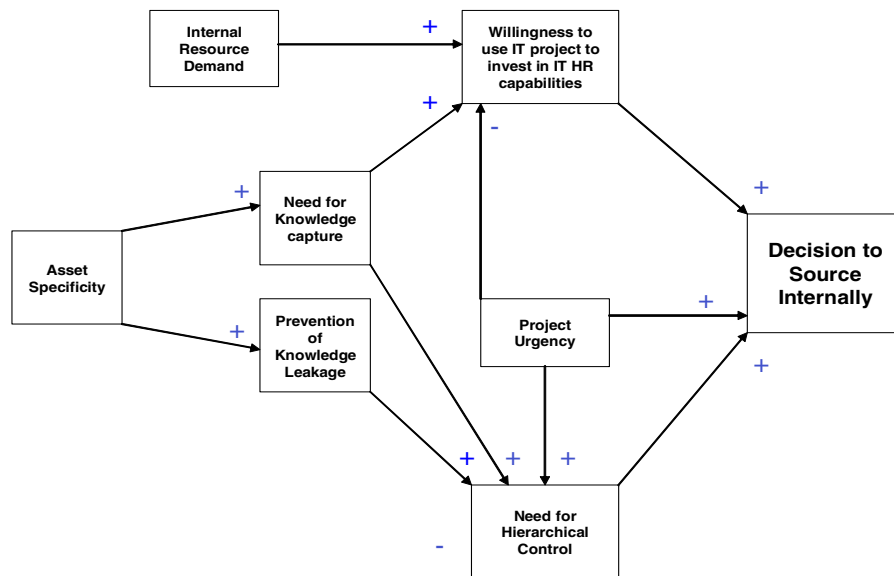 Internal
Resource
Demand
+
Willingness to
use IT project to
invest in IT HR
capabilities
+
-
+
Need for
Knowledge
capture
+
Asset
Specificity
Decision to
Source
Internally
+
Prevention
of
Knowledge
Leakage
+
Project
Urgency
+
+
+
+
+
-
Need for
Hierarchical
Control